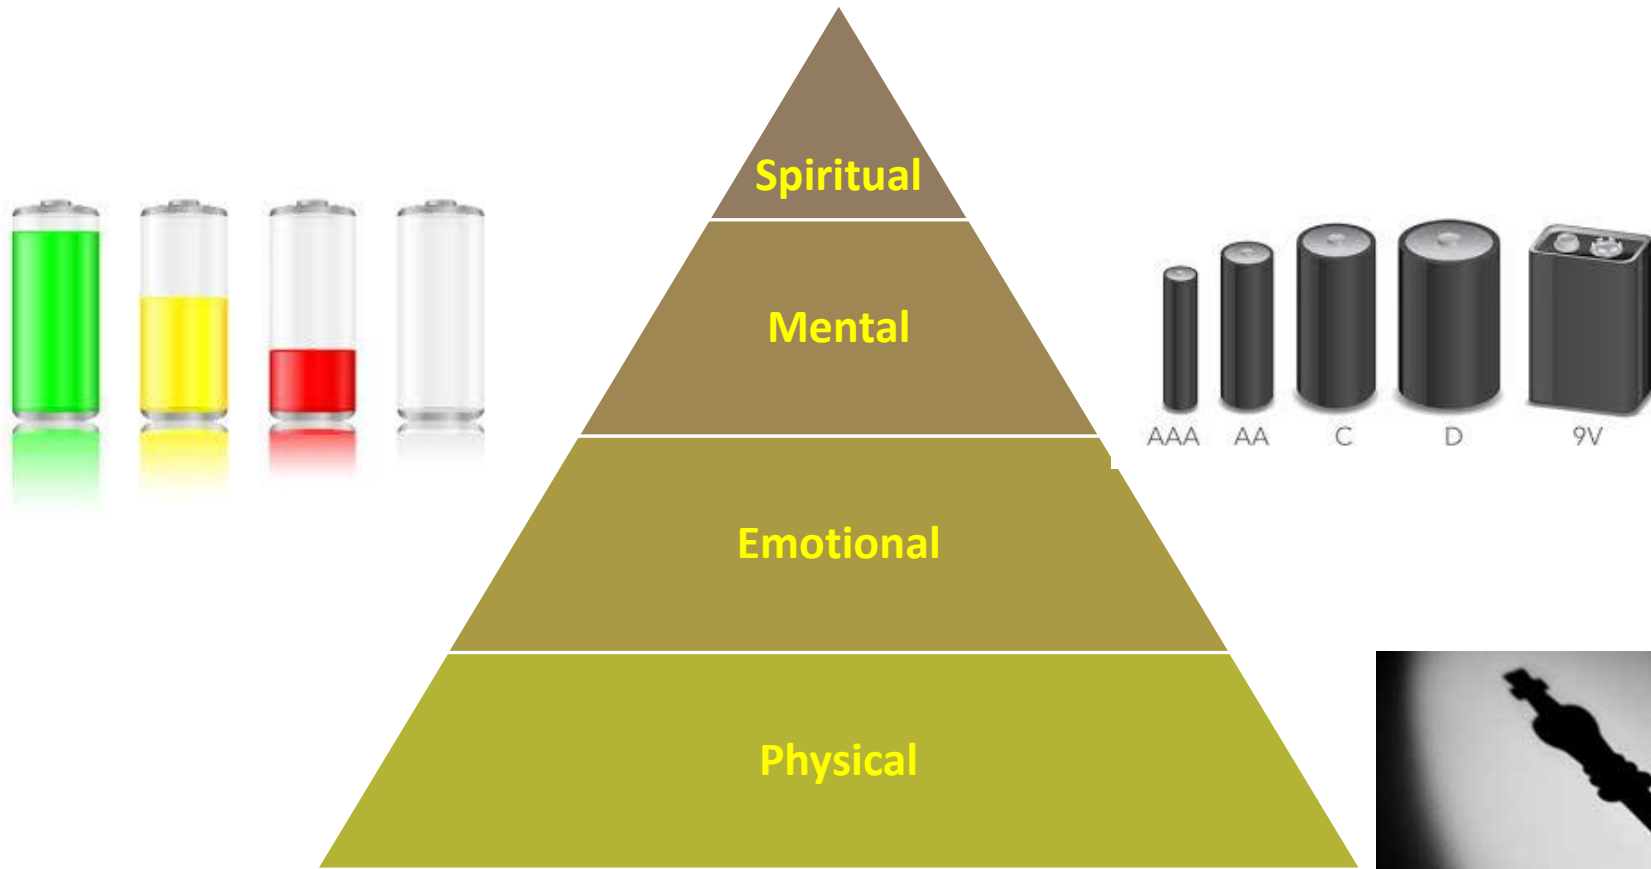 Spiritual
Mental
Emotional
Physical
AAA AA C D 9V